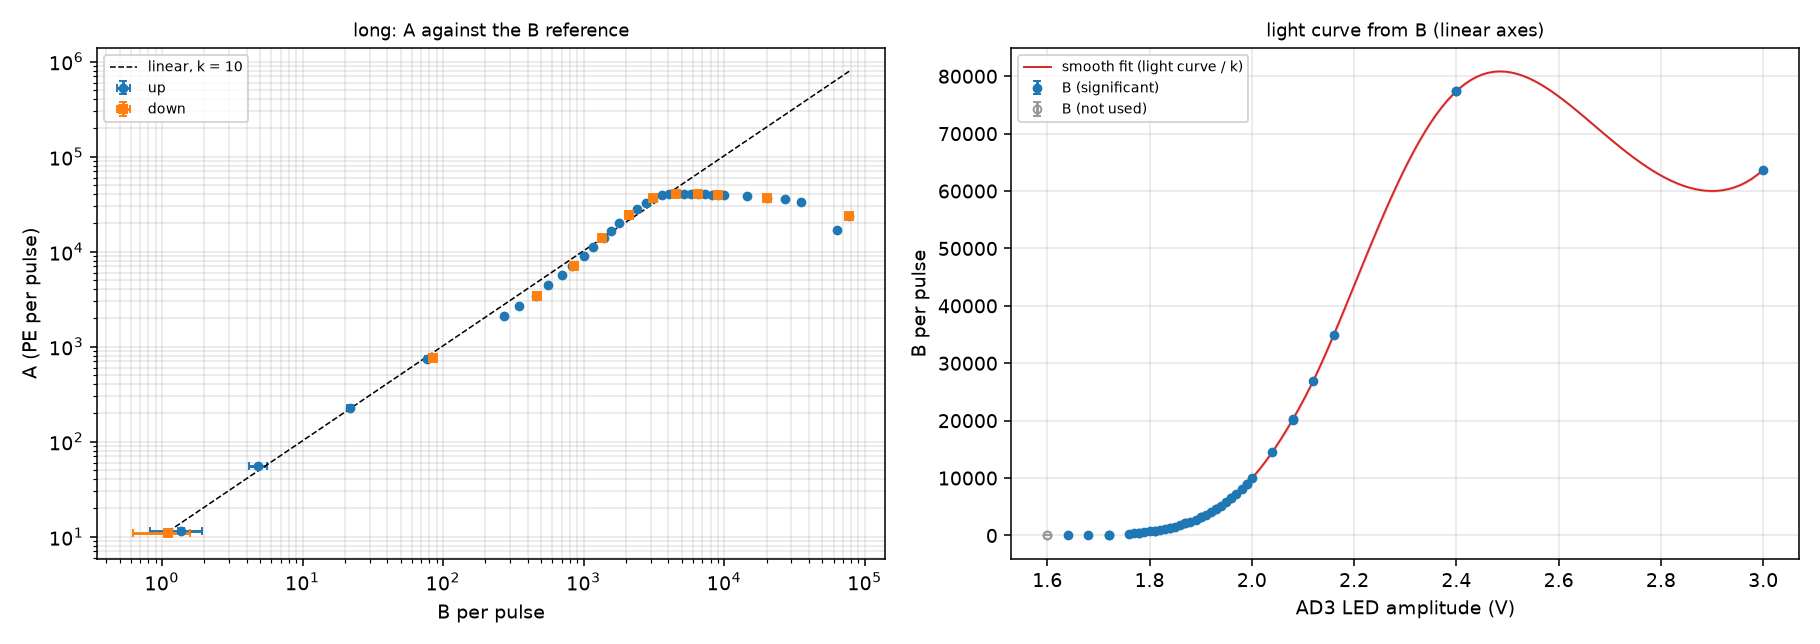 long: A against the B reference
linear, k = 10
up
down
10^6
10^5
10^4
10^3
10^2
10^1
A (PE per pulse)
10^0
10^1
10^2
10^3
10^4
10^5
B per pulse
light curve from B (linear axes)
smooth fit (light curve / k)
B (significant)
B (not used)
80000
70000
60000
50000
40000
30000
20000
10000
0
B per pulse
1.6
1.8
2.0
2.2
2.4
2.6
2.8
3.0
AD3 LED amplitude (V)